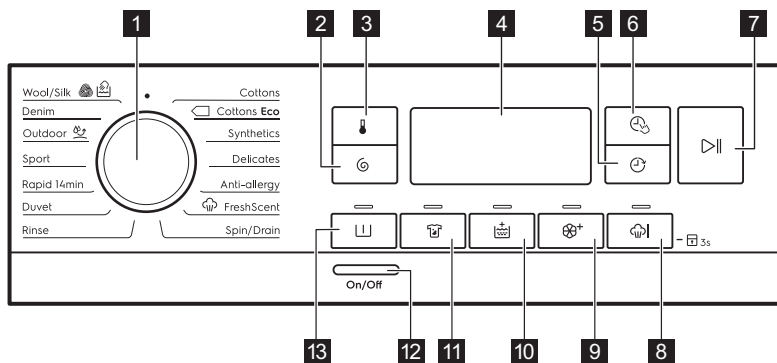 1
2
3
4
5
6
7
Wool/Silk
Denim
Outdoor
Sport
Rapid 14min
Duvet
Rinse
Cottons
Cottons Eco
Synthetics
Delicates
Anti-allergy
FreshScent
Spin/Drain
3s
On/Off
13
12
11
10
9
8